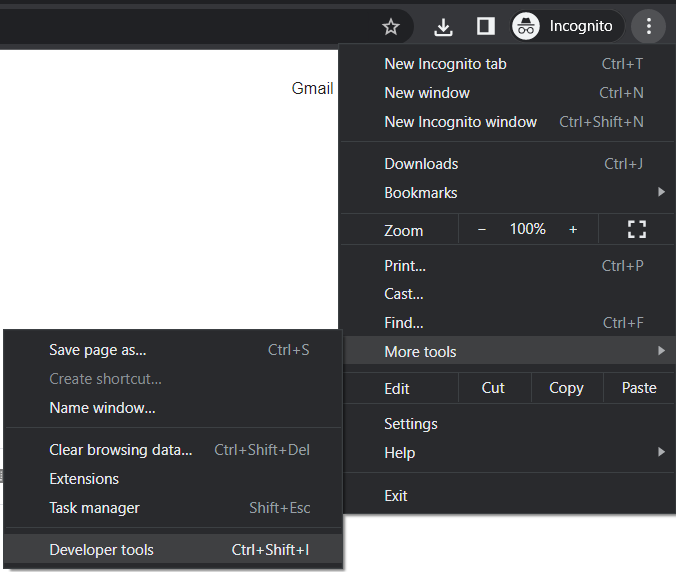 Incognito
Gmail
New Incognito tab Ctrl+T
New window Ctrl+N
New Incognito window Ctrl+Shift+N
Downloads Ctrl+J
Bookmarks
Zoom − 100% +
Print... Ctrl+P
Cast...
Find... Ctrl+F
More tools
Edit Cut Copy Paste
Settings
Help
Exit
Save page as... Ctrl+S
Create shortcut...
Name window...
Clear browsing data... Ctrl+Shift+Del
Extensions
Task manager Shift+Esc
Developer tools Ctrl+Shift+I